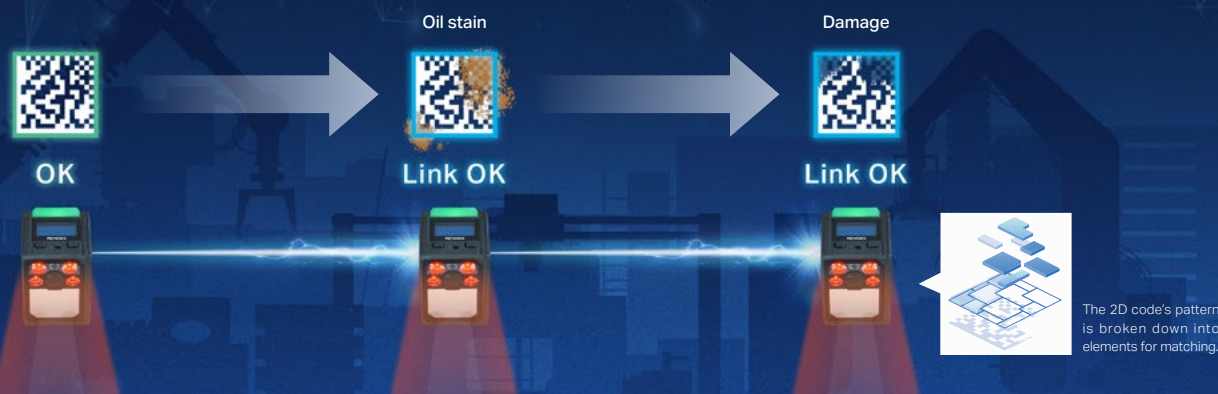 Oil stain
Damage
OK
Link OK
Link OK
The 2D code's pattern
is broken down into
elements for matching.